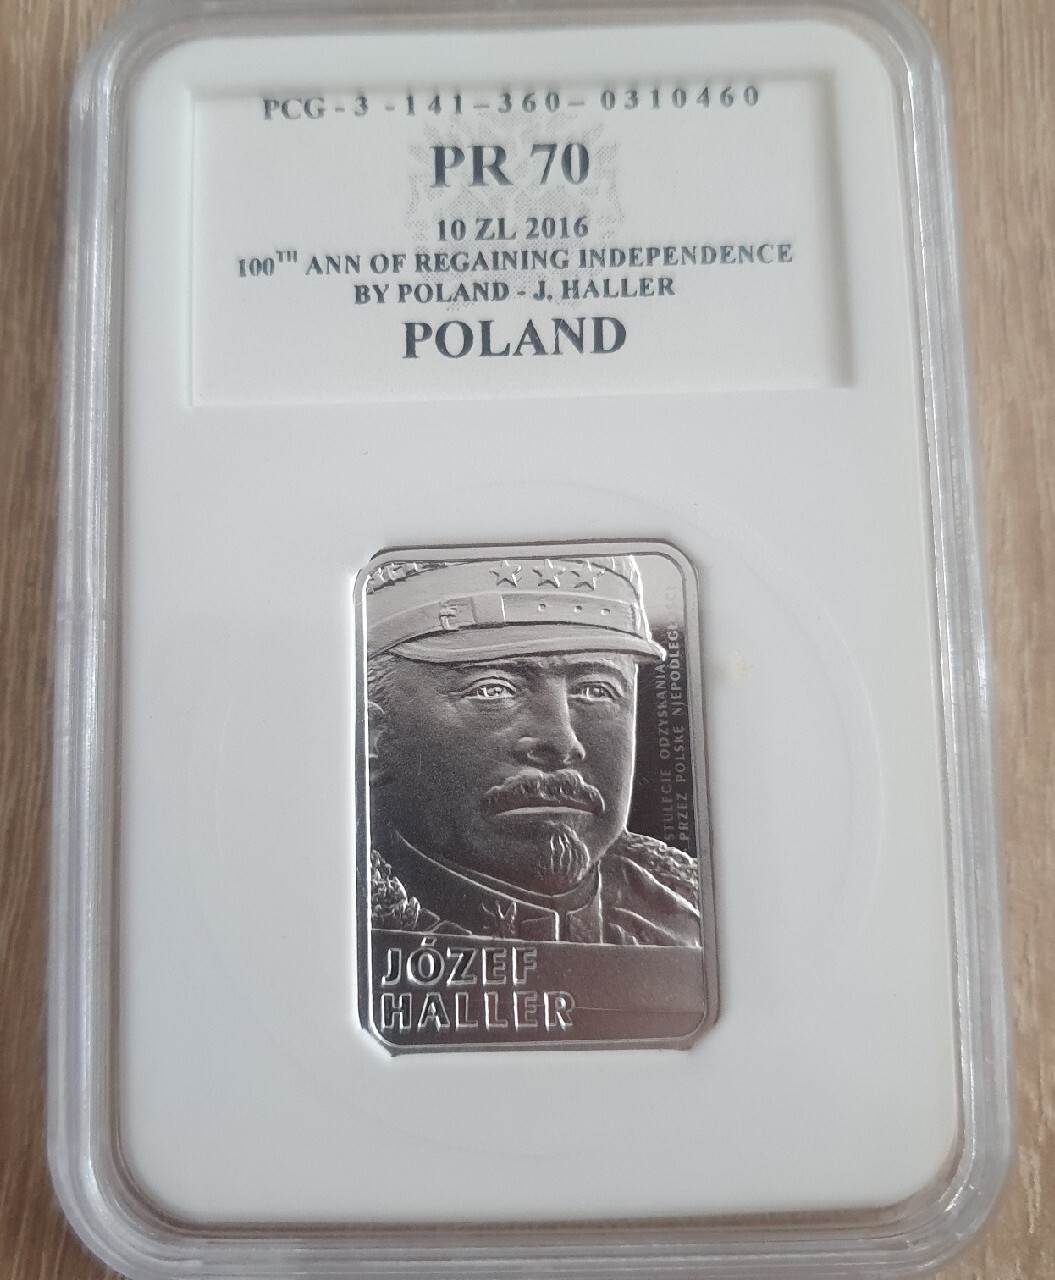 PCG - 3 - 141 - 360 - 0310460
PR 70
10 ZL 2016
100TH ANN OF REGAINING INDEPENDENCE
BY POLAND - J. HALLER
POLAND
STULECIE ODZYSKANIA
PRZEZ POLSKĘ NIEPODLEGŁOŚCI
JÓZEF
HALLER